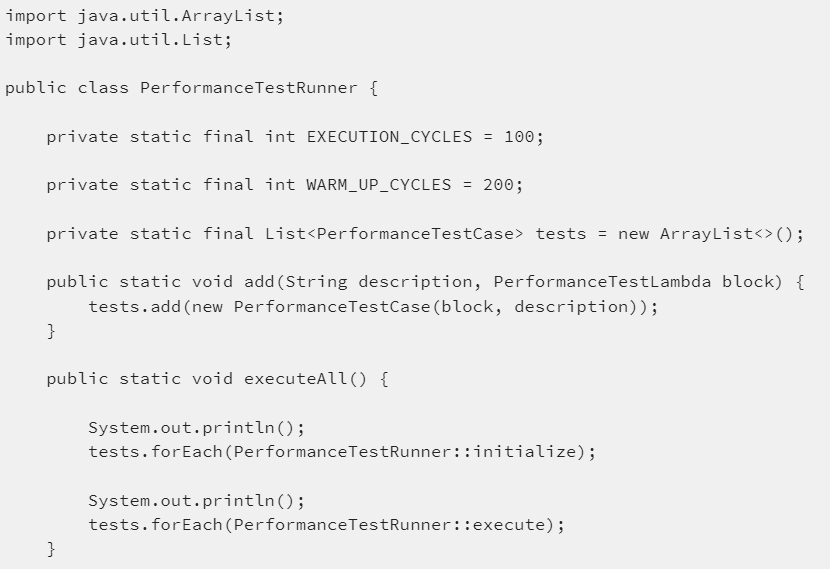 import java.util.ArrayList;
import java.util.List;
public class PerformanceTestRunner {
private static final int EXECUTION_CYCLES = 100;
private static final int WARM_UP_CYCLES = 200;
private static final List<PerformanceTestCase> tests = new ArrayList<>();
public static void add(String description, PerformanceTestLambda block) {
tests.add(new PerformanceTestCase(block, description));
}
public static void executeAll() {
System.out.println();
tests.forEach(PerformanceTestRunner::initialize);
System.out.println();
tests.forEach(PerformanceTestRunner::execute);
}